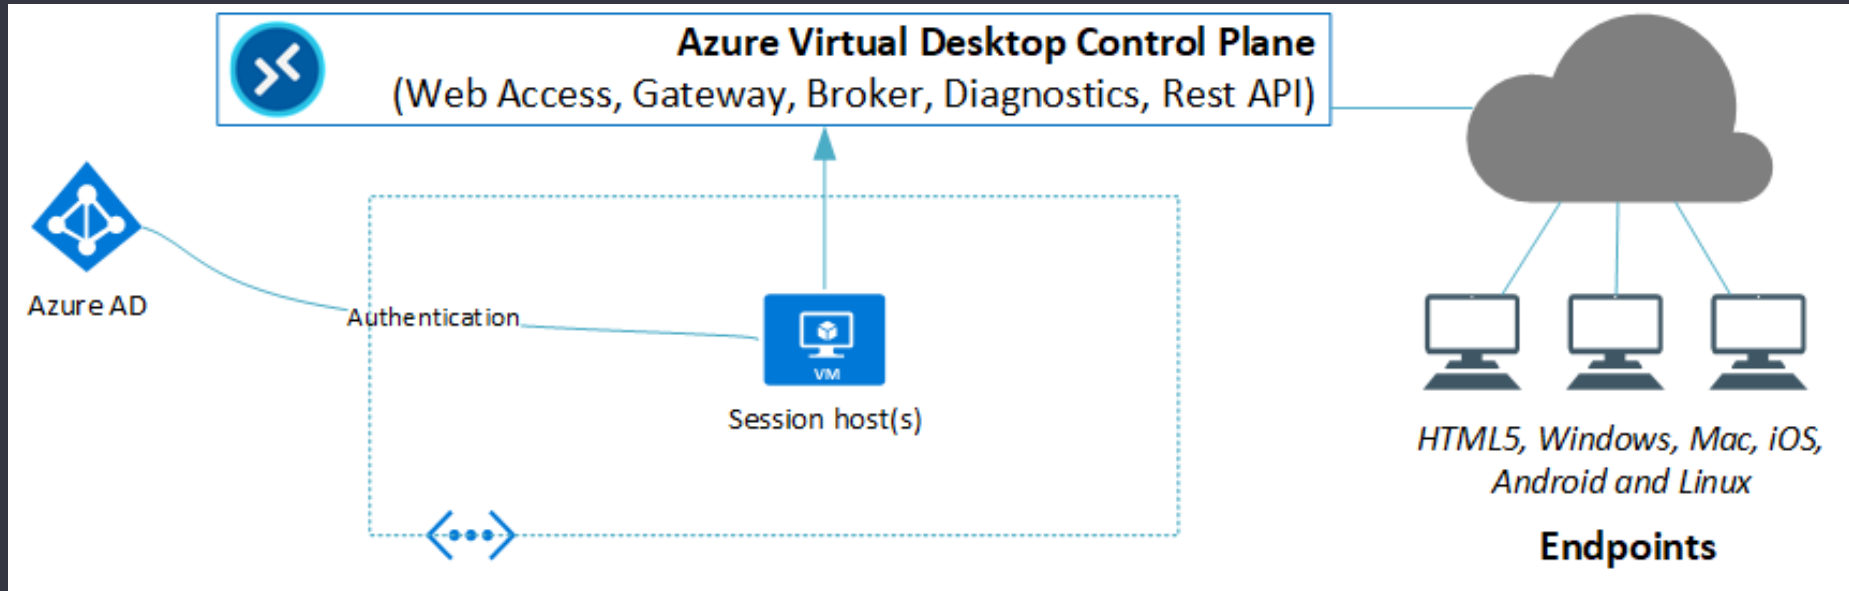 Azure Virtual Desktop Control Plane
(Web Access, Gateway, Broker, Diagnostics, Rest API)
Azure AD
Authentication
VM
Session host(s)
HTML5, Windows, Mac, iOS,
Android and Linux
Endpoints